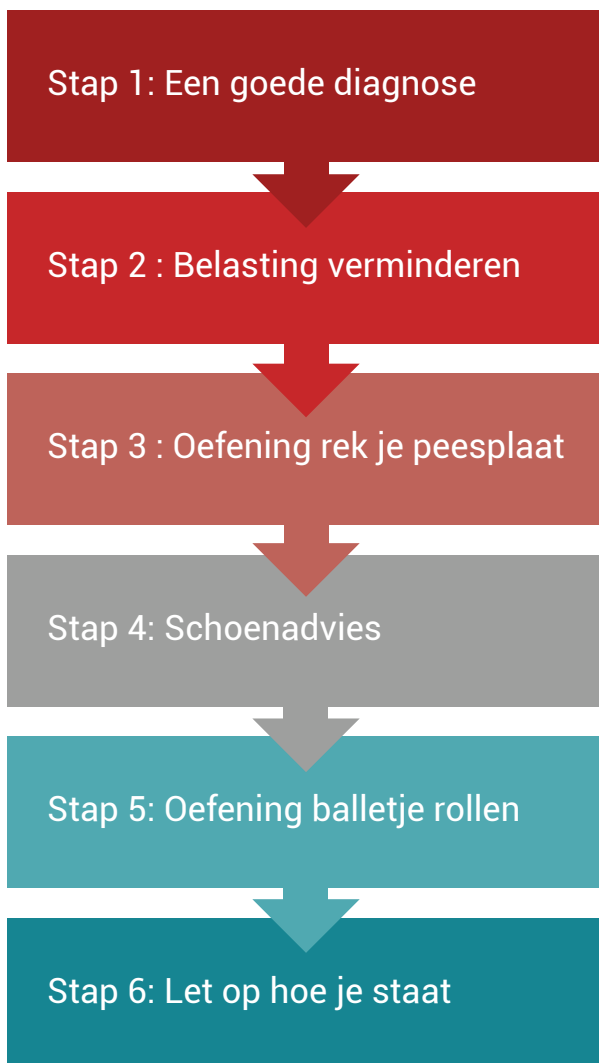 Stap 1: Een goede diagnose
Stap 2 : Belasting verminderen
Stap 3 : Oefening rek je peesplaat
Stap 4: Schoenadvies
Stap 5: Oefening balletje rollen
Stap 6: Let op hoe je staat